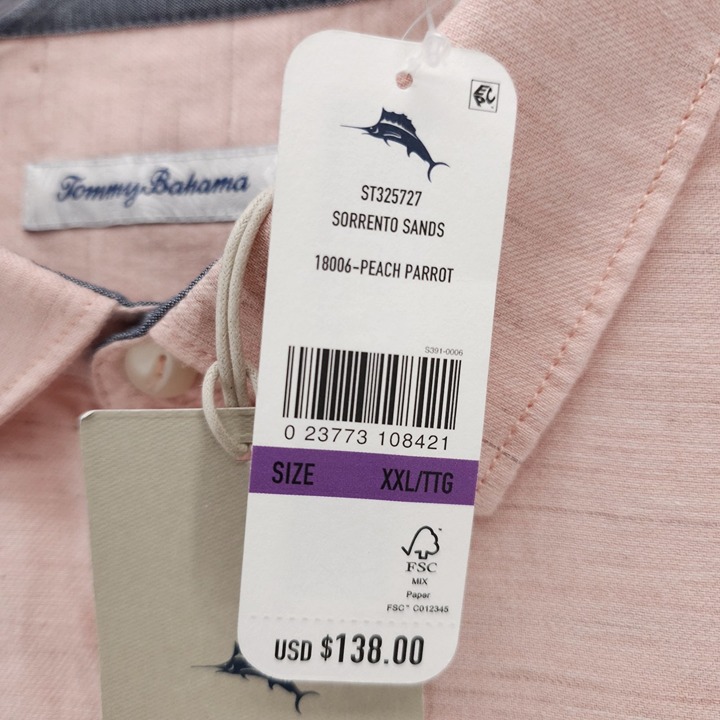 Tommy Bahama
ST325727
SORRENTO SANDS
18006-PEACH PARROT
S391-0006
0 23773 108421
SIZE XXL/TTG
FSC
MIX
Paper
FSC™ C012345
USD $138.00